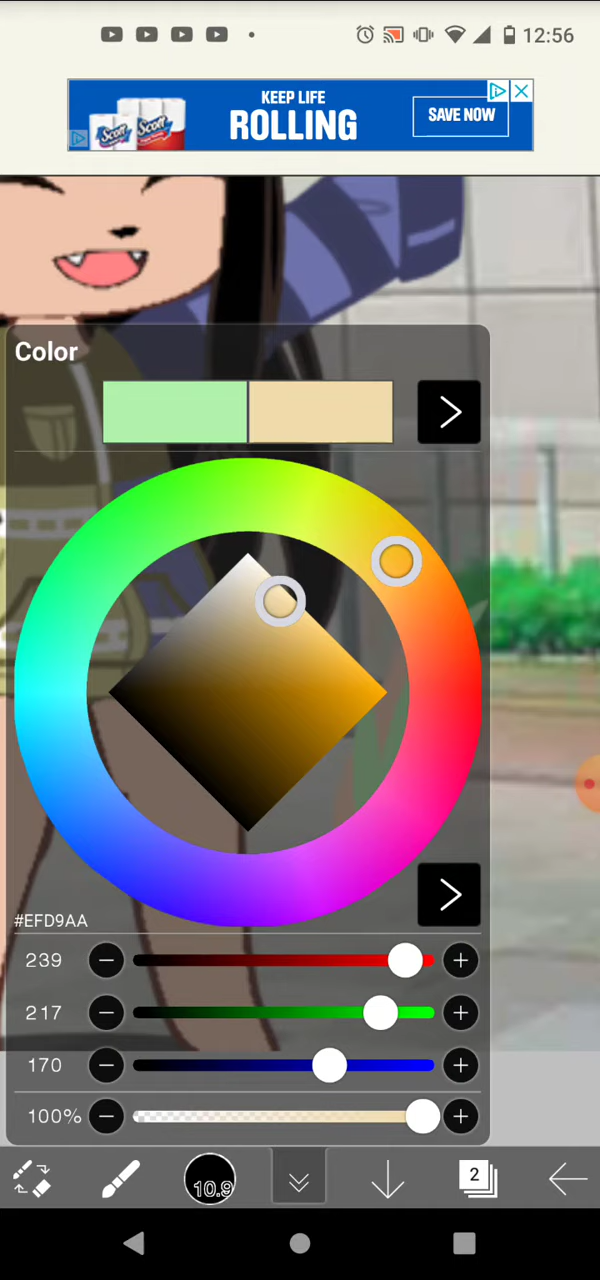 12:56
KEEP LIFE
ROLLING
SAVE NOW
Scott
Scott
Color
#EFD9AA
239
217
170
100%
10.9
2